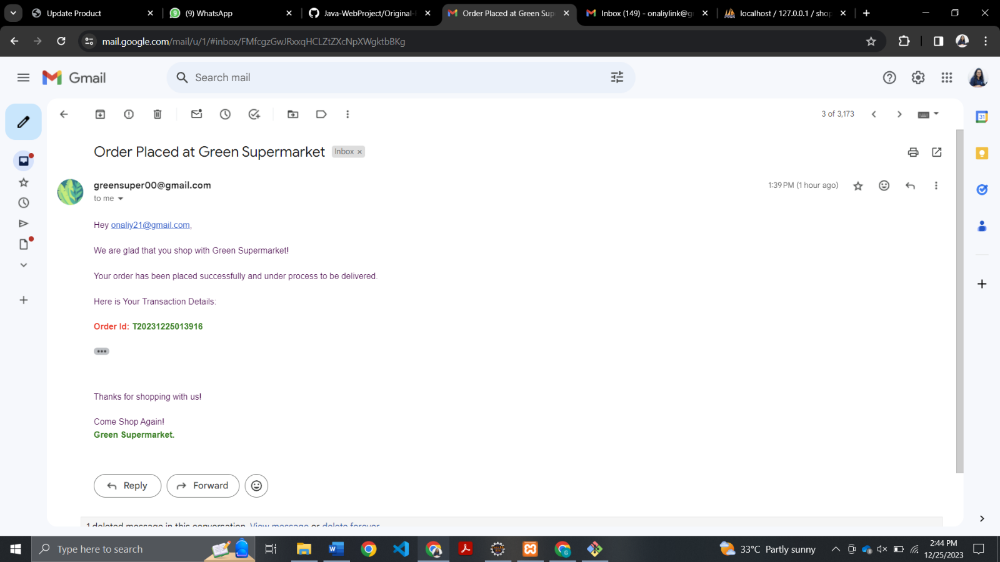 Update Product
(9) WhatsApp
Java-WebProject/Original-
Order Placed at Green Sup
Inbox (149) - onaliylink@g
localhost / 127.0.0.1 / shop
mail.google.com/mail/u/1/#inbox/FMfcgzGwJRxxqHCLZtZXcNpXWgktbBKg
Gmail
Search mail
3 of 3,173
31
Order Placed at Green Supermarket
Inbox ×
greensuper00@gmail.com
1:39 PM (1 hour ago)
to me
Hey onaliy21@gmail.com,
We are glad that you shop with Green Supermarket!
Your order has been placed successfully and under process to be delivered.
Here is Your Transaction Details:
Order Id: T20231225013916
Thanks for shopping with us!
Come Shop Again!
Green Supermarket.
Reply
Forward
1 deleted message in this conversation. View message or delete forever
Type here to search
33°C Partly sunny
2:44 PM
12/25/2023